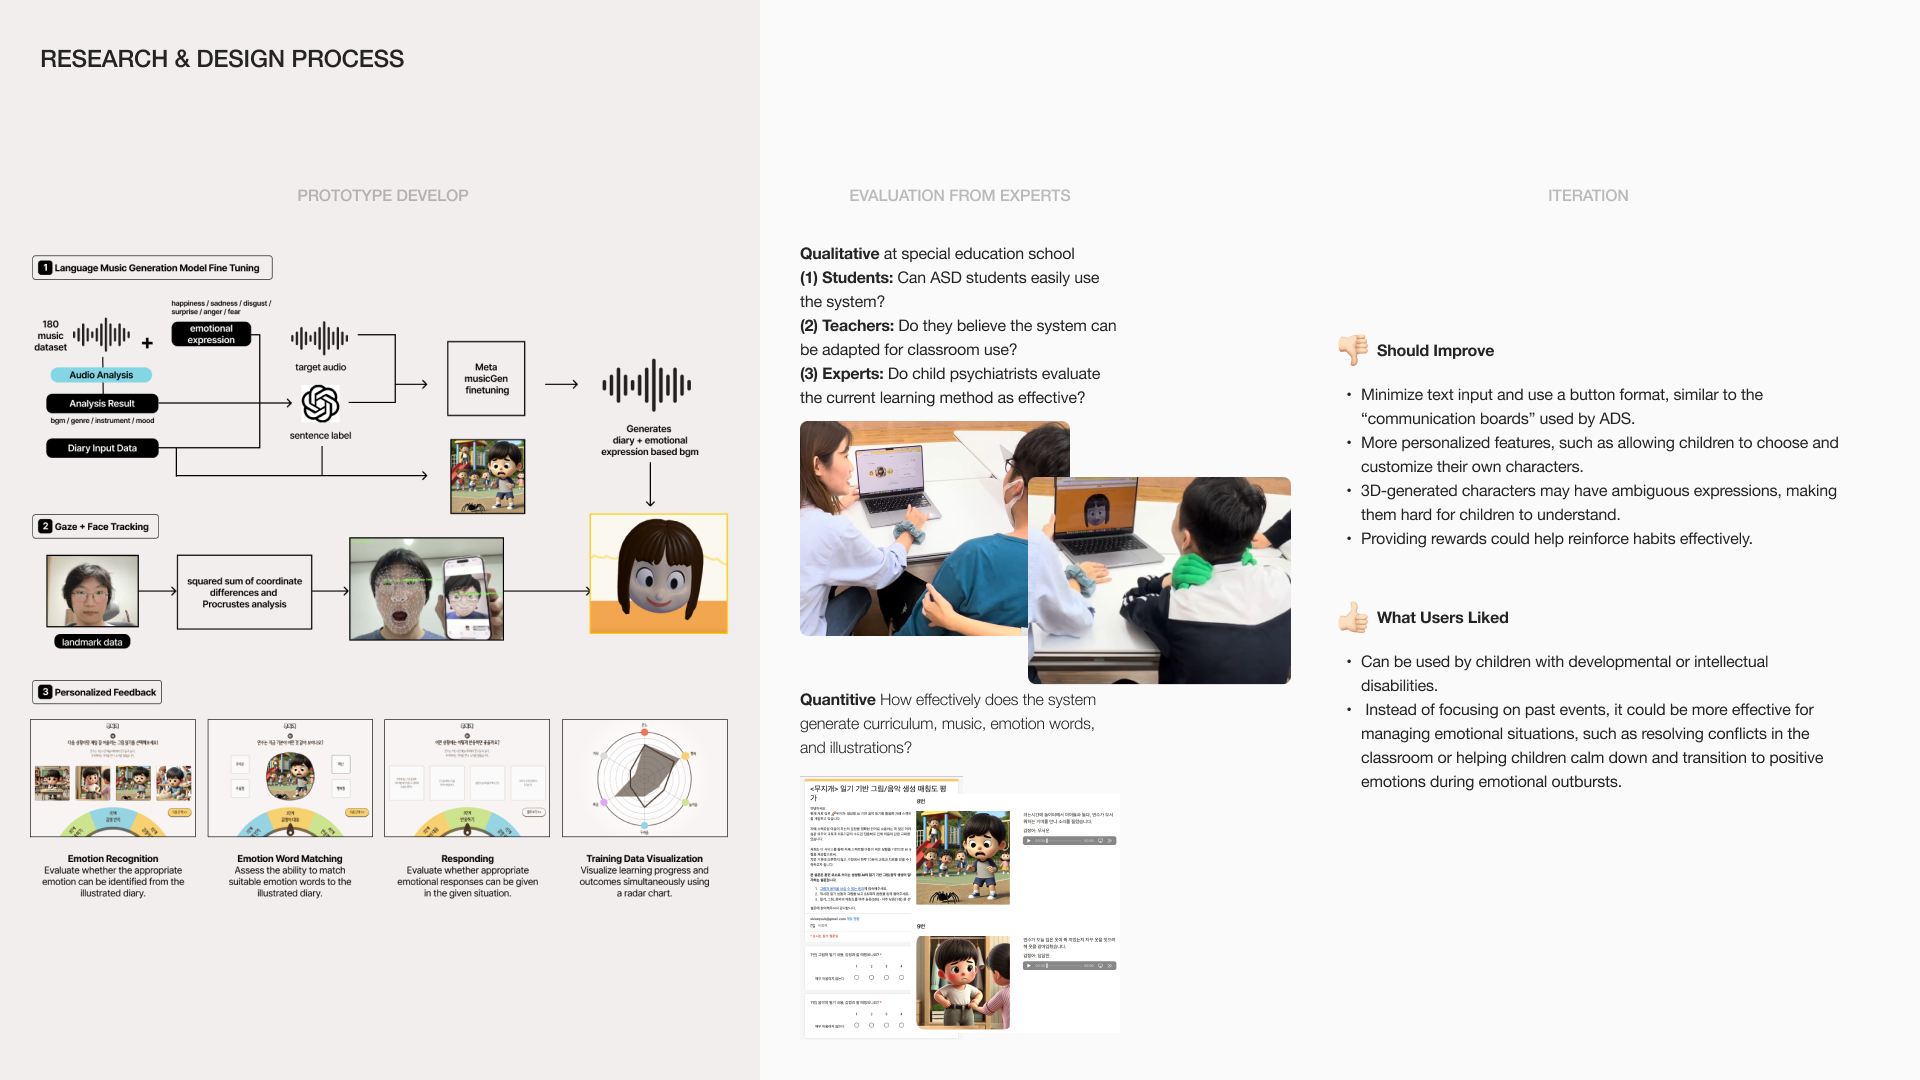 RESEARCH & DESIGN PROCESS
PROTOTYPE DEVELOP
1 Language Music Generation Model Fine Tuning
180
music
dataset
+
happiness / sadness / disgust /
surprise / anger / fear
emotional
expression
Audio Analysis
Analysis Result
bgm / genre / instrument / mood
Diary Input Data
target audio
sentence label
Meta
musicGen
finetuning
Generates
diary + emotional
expression based bgm
2 Gaze + Face Tracking
landmark data
squared sum of coordinate
differences and
Procrustes analysis
3 Personalized Feedback
Emotion Recognition
Evaluate whether the appropriate
emotion can be identified from the
illustrated diary.
Emotion Word Matching
Assess the ability to match
suitable emotion words to the
illustrated diary.
Responding
Evaluate whether appropriate
emotional responses can be given
in the given situation.
Training Data Visualization
Visualize learning progress and
outcomes simultaneously using
a radar chart.
EVALUATION FROM EXPERTS
Qualitative at special education school
(1) Students: Can ASD students easily use
the system?
(2) Teachers: Do they believe the system can
be adapted for classroom use?
(3) Experts: Do child psychiatrists evaluate
the current learning method as effective?
Quantitive How effectively does the system
generate curriculum, music, emotion words,
and illustrations?
<무지개> 일기 기반 그림/음악 생성 매칭도 평
가
1 2 3 4
1 2 3 4
ITERATION
Should Improve
• Minimize text input and use a button format, similar to the
“communication boards” used by ADS.
• More personalized features, such as allowing children to choose and
customize their own characters.
• 3D-generated characters may have ambiguous expressions, making
them hard for children to understand.
• Providing rewards could help reinforce habits effectively.
What Users Liked
• Can be used by children with developmental or intellectual
disabilities.
• Instead of focusing on past events, it could be more effective for
managing emotional situations, such as resolving conflicts in the
classroom or helping children calm down and transition to positive
emotions during emotional outbursts.